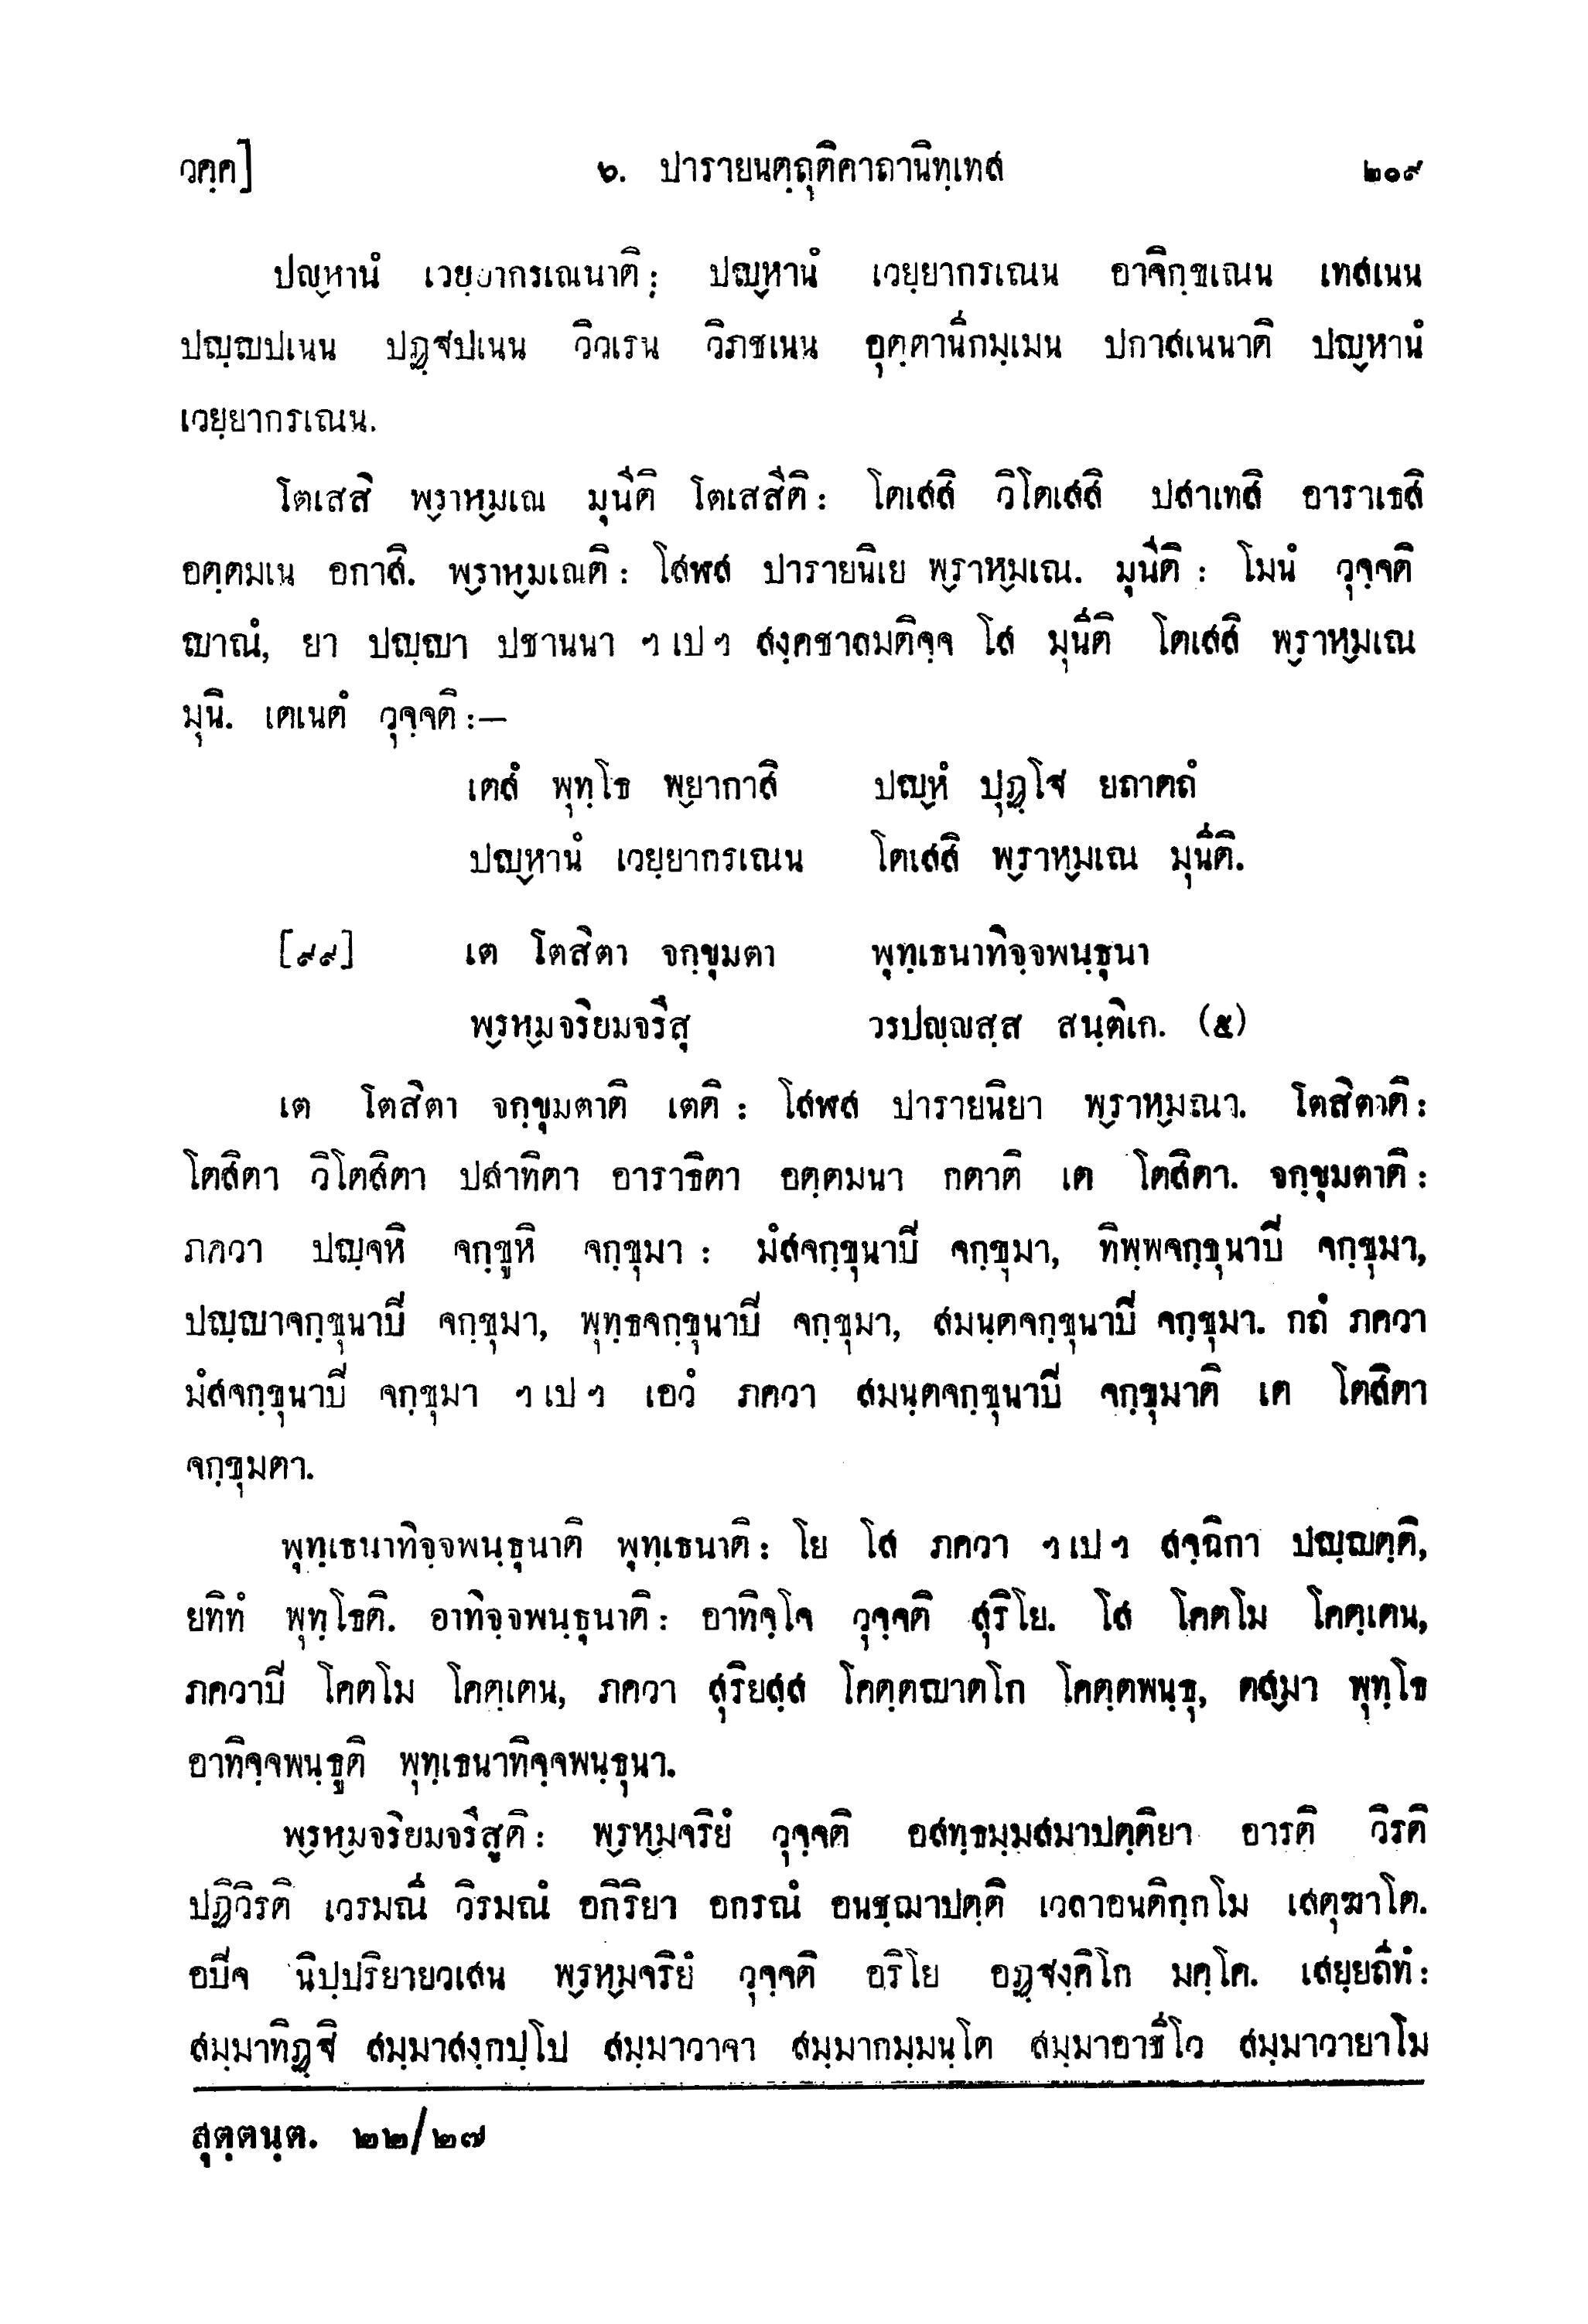 วคฺค]	๖. ปารายนตฺถุติคาถานิทฺเทส	๒๐๙
ปญฺหานํ เวยฺยากรเณนาติ: ปญฺหานํ เวยฺยากรเณน อาจิกฺขเณน เทสเนน
ปญฺญปเนน ปฏฺฐปเนน วิวเรน วิภชเนน อุตฺตานิกมฺเมน ปกาสเนนาติ ปญฺหานํ
เวยฺยากรเณน.
โตเสสิ พฺราหฺมเณ มุนีติ โตเสสีติ: โตเสสิ วิโตเสสิ ปสาเทสิ อาราเธสิ
อตฺตมเน อกาสิ. พฺราหฺมเณติ: โสฬส ปารายนิเย พฺราหฺมเณ. มุนีติ: โมนํ วุจฺจติ
ญาณํ, ยา ปญฺญา ปชานนา ฯ เป ฯ สงฺคชาลมติจฺจ โส มุนีติ โตเสสิ พฺราหฺมเณ
มุนิ. เตเนตํ วุจฺจติ:—
เตสํ พุทฺโธ พฺยากาสิ	ปญฺหํ ปุฏฺโฐ ยถาตถํ
ปญฺหานํ เวยฺยากรเณน	โตเสสิ พฺราหฺมเณ มุนีติ.
[๙๙]	เต โตสิตา จกฺขุมตา	พุทฺเธนาทิจฺจพนฺธุนา
พฺรหฺมจริยมจรึสุ	วรปญฺญสฺส สนฺติเก. (๕)
เต โตสิตา จกฺขุมตาติ เตติ: โสฬส ปารายนิยา พฺราหฺมณา. โตสิตาติ:
โตสิตา วิโตสิตา ปสาทิตา อาราธิตา อตฺตมนา กตาติ เต โตสิตา. จกฺขุมตาติ:
ภควา ปญฺจหิ จกฺขูหิ จกฺขุมา: มํสจกฺขุนาปิ จกฺขุมา, ทิพฺพจกฺขุนาปิ จกฺขุมา,
ปญฺญาจกฺขุนาปิ จกฺขุมา, พุทฺธจกฺขุนาปิ จกฺขุมา, สมนฺตจกฺขุนาปิ จกฺขุมา. กถํ ภควา
มํสจกฺขุนาปิ จกฺขุมา ฯ เป ฯ เอวํ ภควา สมนฺตจกฺขุนาปิ จกฺขุมาติ เต โตสิตา
จกฺขุมตา.
พุทฺเธนาทิจฺจพนฺธุนาติ พุทฺเธนาติ: โย โส ภควา ฯ เป ฯ สจฺฉิกา ปญฺญตฺติ,
ยทิทํ พุทฺโธติ. อาทิจฺจพนฺธุนาติ: อาทิจฺโจ วุจฺจติ สุริโย. โส โคตโม โคตฺเตน,
ภควาปิ โคตโม โคตฺเตน, ภควา สุริยสฺส โคตฺตญาตโก โคตฺตพนฺธุ, ตสฺมา พุทฺโธ
อาทิจฺจพนฺธูติ พุทฺเธนาทิจฺจพนฺธุนา.
พฺรหฺมจริยมจรึสูติ: พฺรหฺมจริยํ วุจฺจติ อสทฺธมฺมสมาปตฺติยา อารติ วิรติ
ปฏิวิรติ เวรมณี วิรมณํ อกิริยา อกรณํ อนชฺฌาปตฺติ เวลาอนติกฺกโม เสตุฆาโต.
อปิจ นิปฺปริยายวเสน พฺรหฺมจริยํ วุจฺจติ อริโย อฏฺฐงฺคิโก มคฺโค. เสยฺยถีทํ:
สมฺมาทิฏฺฐิ สมฺมาสงฺกปฺโป สมฺมาวาจา สมฺมากมฺมนฺโต สมฺมาอาชีโว สมฺมาวายาโม
สุตฺตนฺต. ๒๒/๒๗